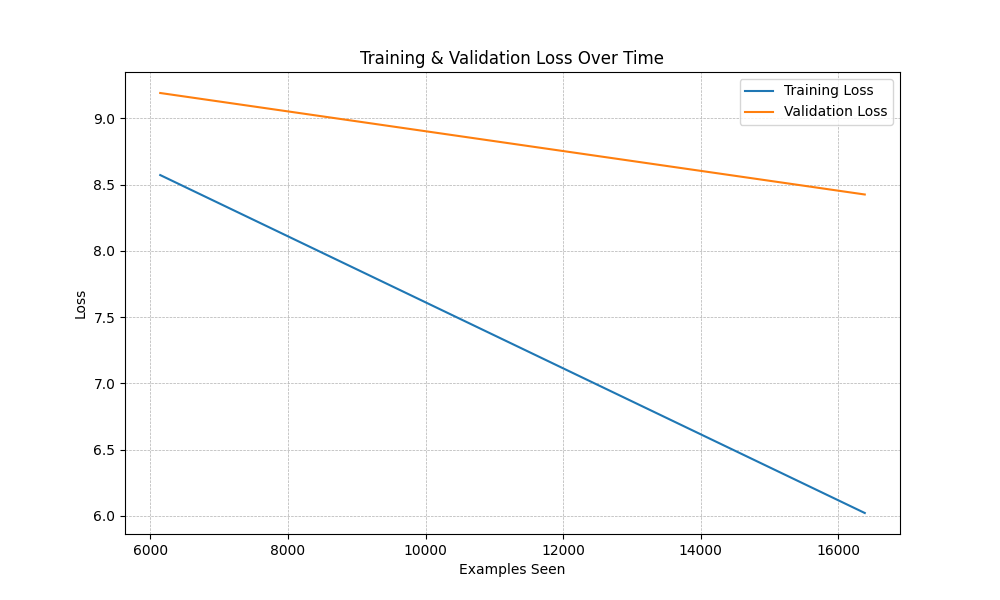 Training & Validation Loss Over Time
Training Loss
Validation Loss
9.0
8.5
8.0
7.5
7.0
6.5
6.0
Loss
6000
8000
10000
12000
14000
16000
Examples Seen